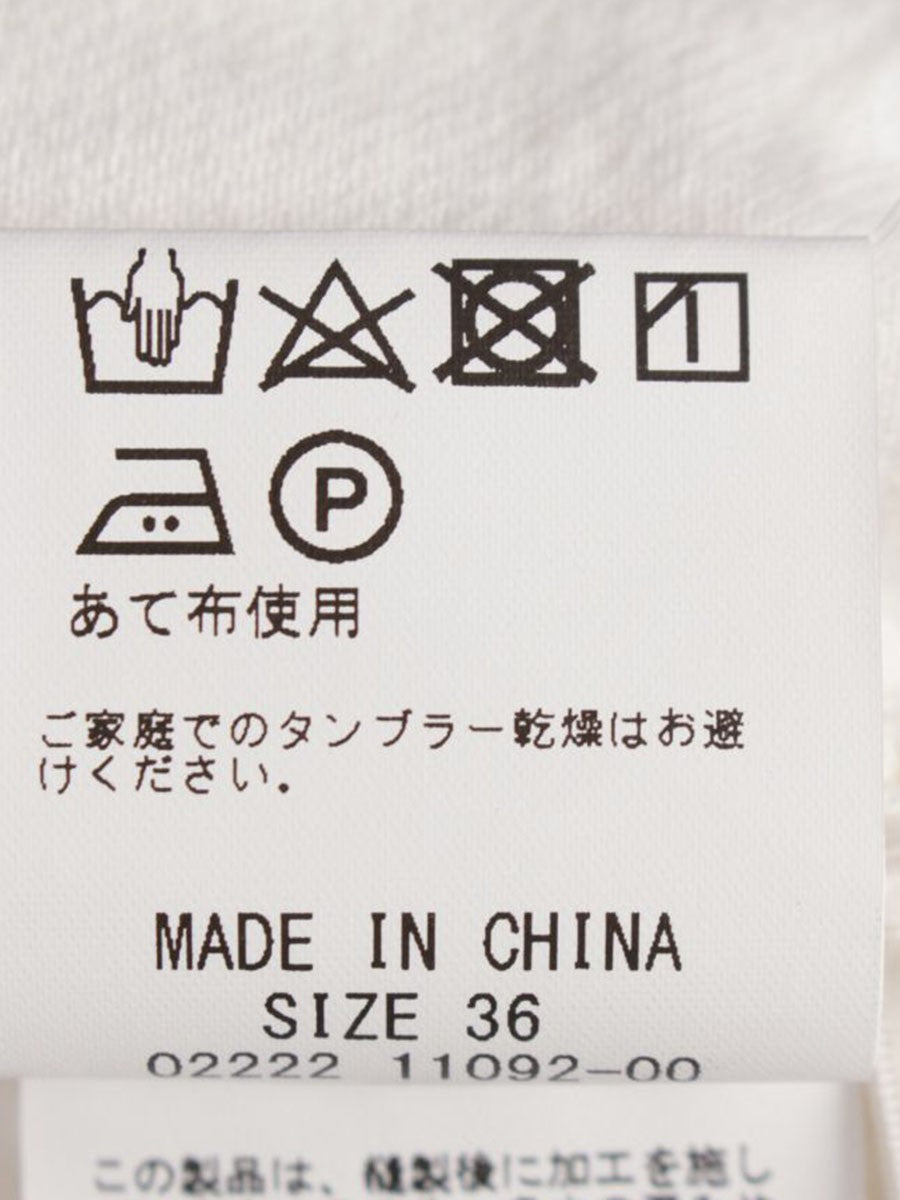 P
あて布使用
ご家庭でのタンブラー乾燥はお避
けください.
MADE IN CHINA
SIZE 36
02222 11092-00
この製品は、縫製後に加工を施し